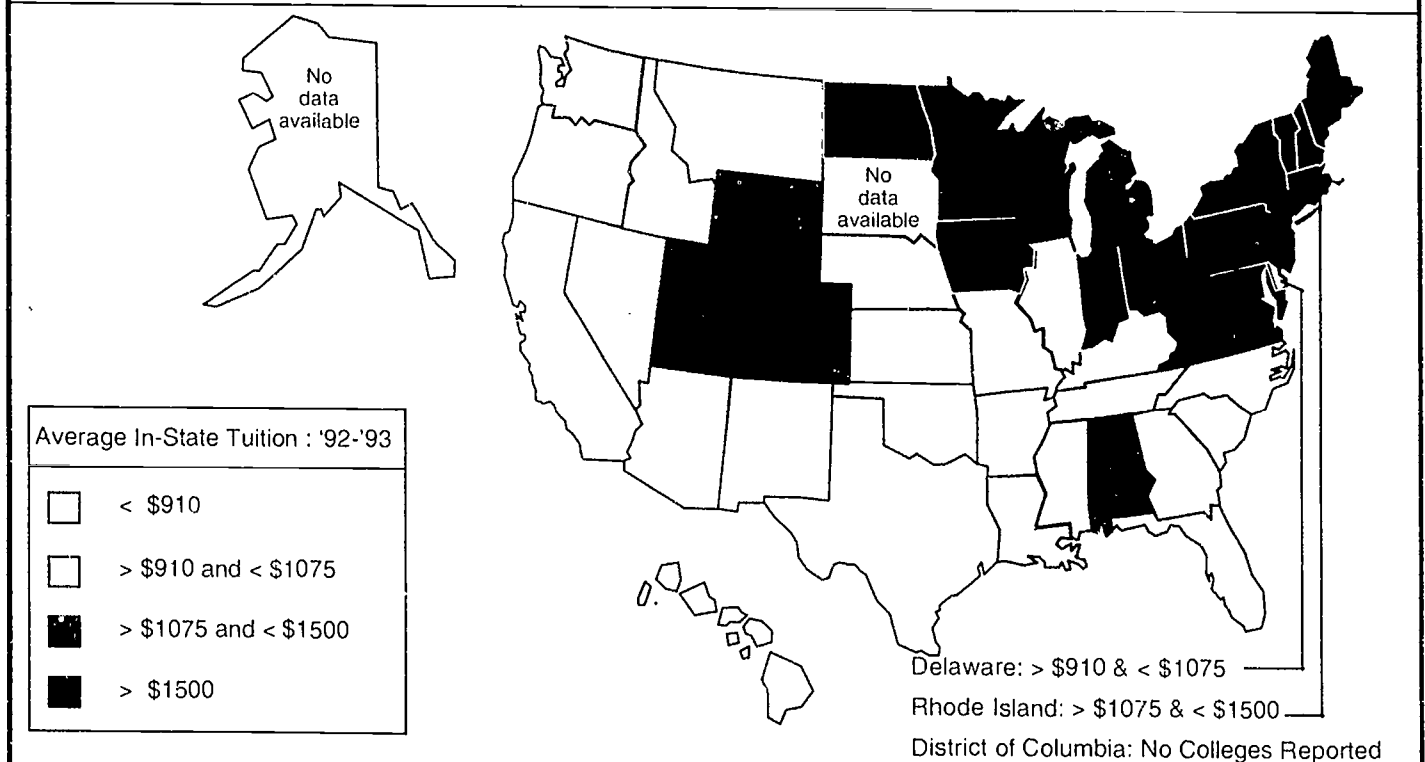 No
data
available
No
data
available
Average In-State Tuition : '92-'93
< $910
> $910 and < $1075
> $1075 and < $1500
> $1500
Delaware: > $910 & < $1075
Rhode Island: > $1075 & < $1500
District of Columbia: No Colleges Reported